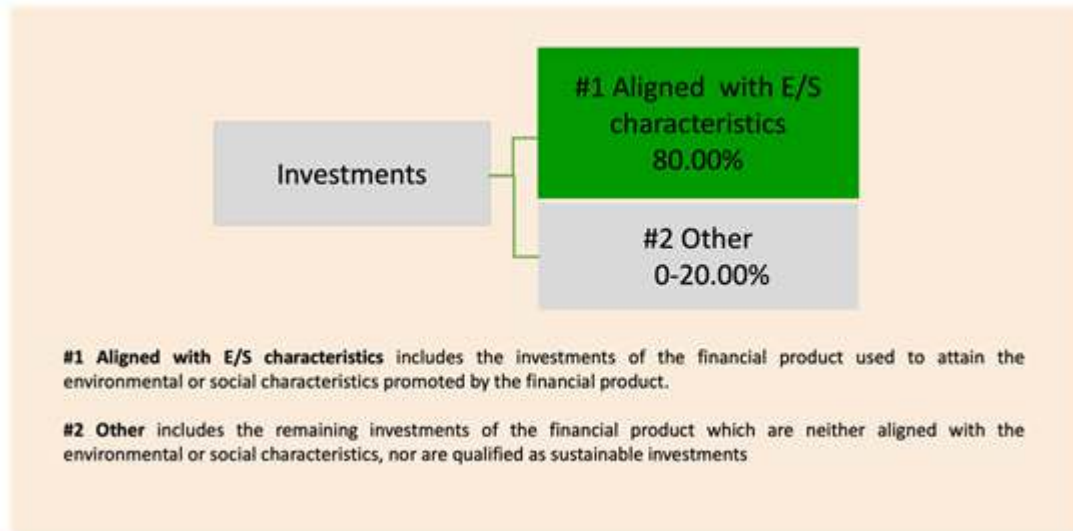 #1 Aligned with E/S
characteristics
80.00%
Investments
#2 Other
0-20.00%
#1 Aligned with E/S characteristics includes the investments of the financial product used to attain the
environmental or social characteristics promoted by the financial product.
#2 Other includes the remaining investments of the financial product which are neither aligned with the
environmental or social characteristics, nor are qualified as sustainable investments